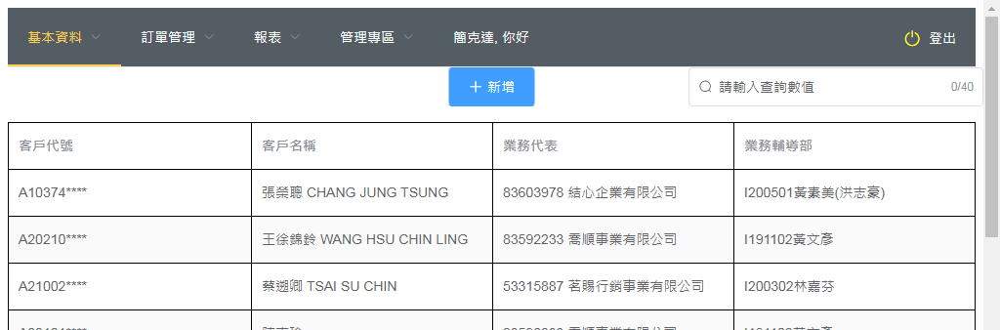 基本資料 訂單管理 報表 管理專區 簡克達, 你好 登出
新增 請輸入查詢數值 0/40
客戶代號 客戶名稱 業務代表 業務輔導部
A10374**** 張榮聰 CHANG JUNG TSUNG 83603978 結心企業有限公司 I200501黃素美(洪志豪)
A20210**** 王徐錦鈴 WANG HSU CHIN LING 83592233 喬順事業有限公司 I191102黃文彥
A21002**** 蔡遡卿 TSAI SU CHIN 53315887 茗賜行銷事業有限公司 I200302林嘉芬